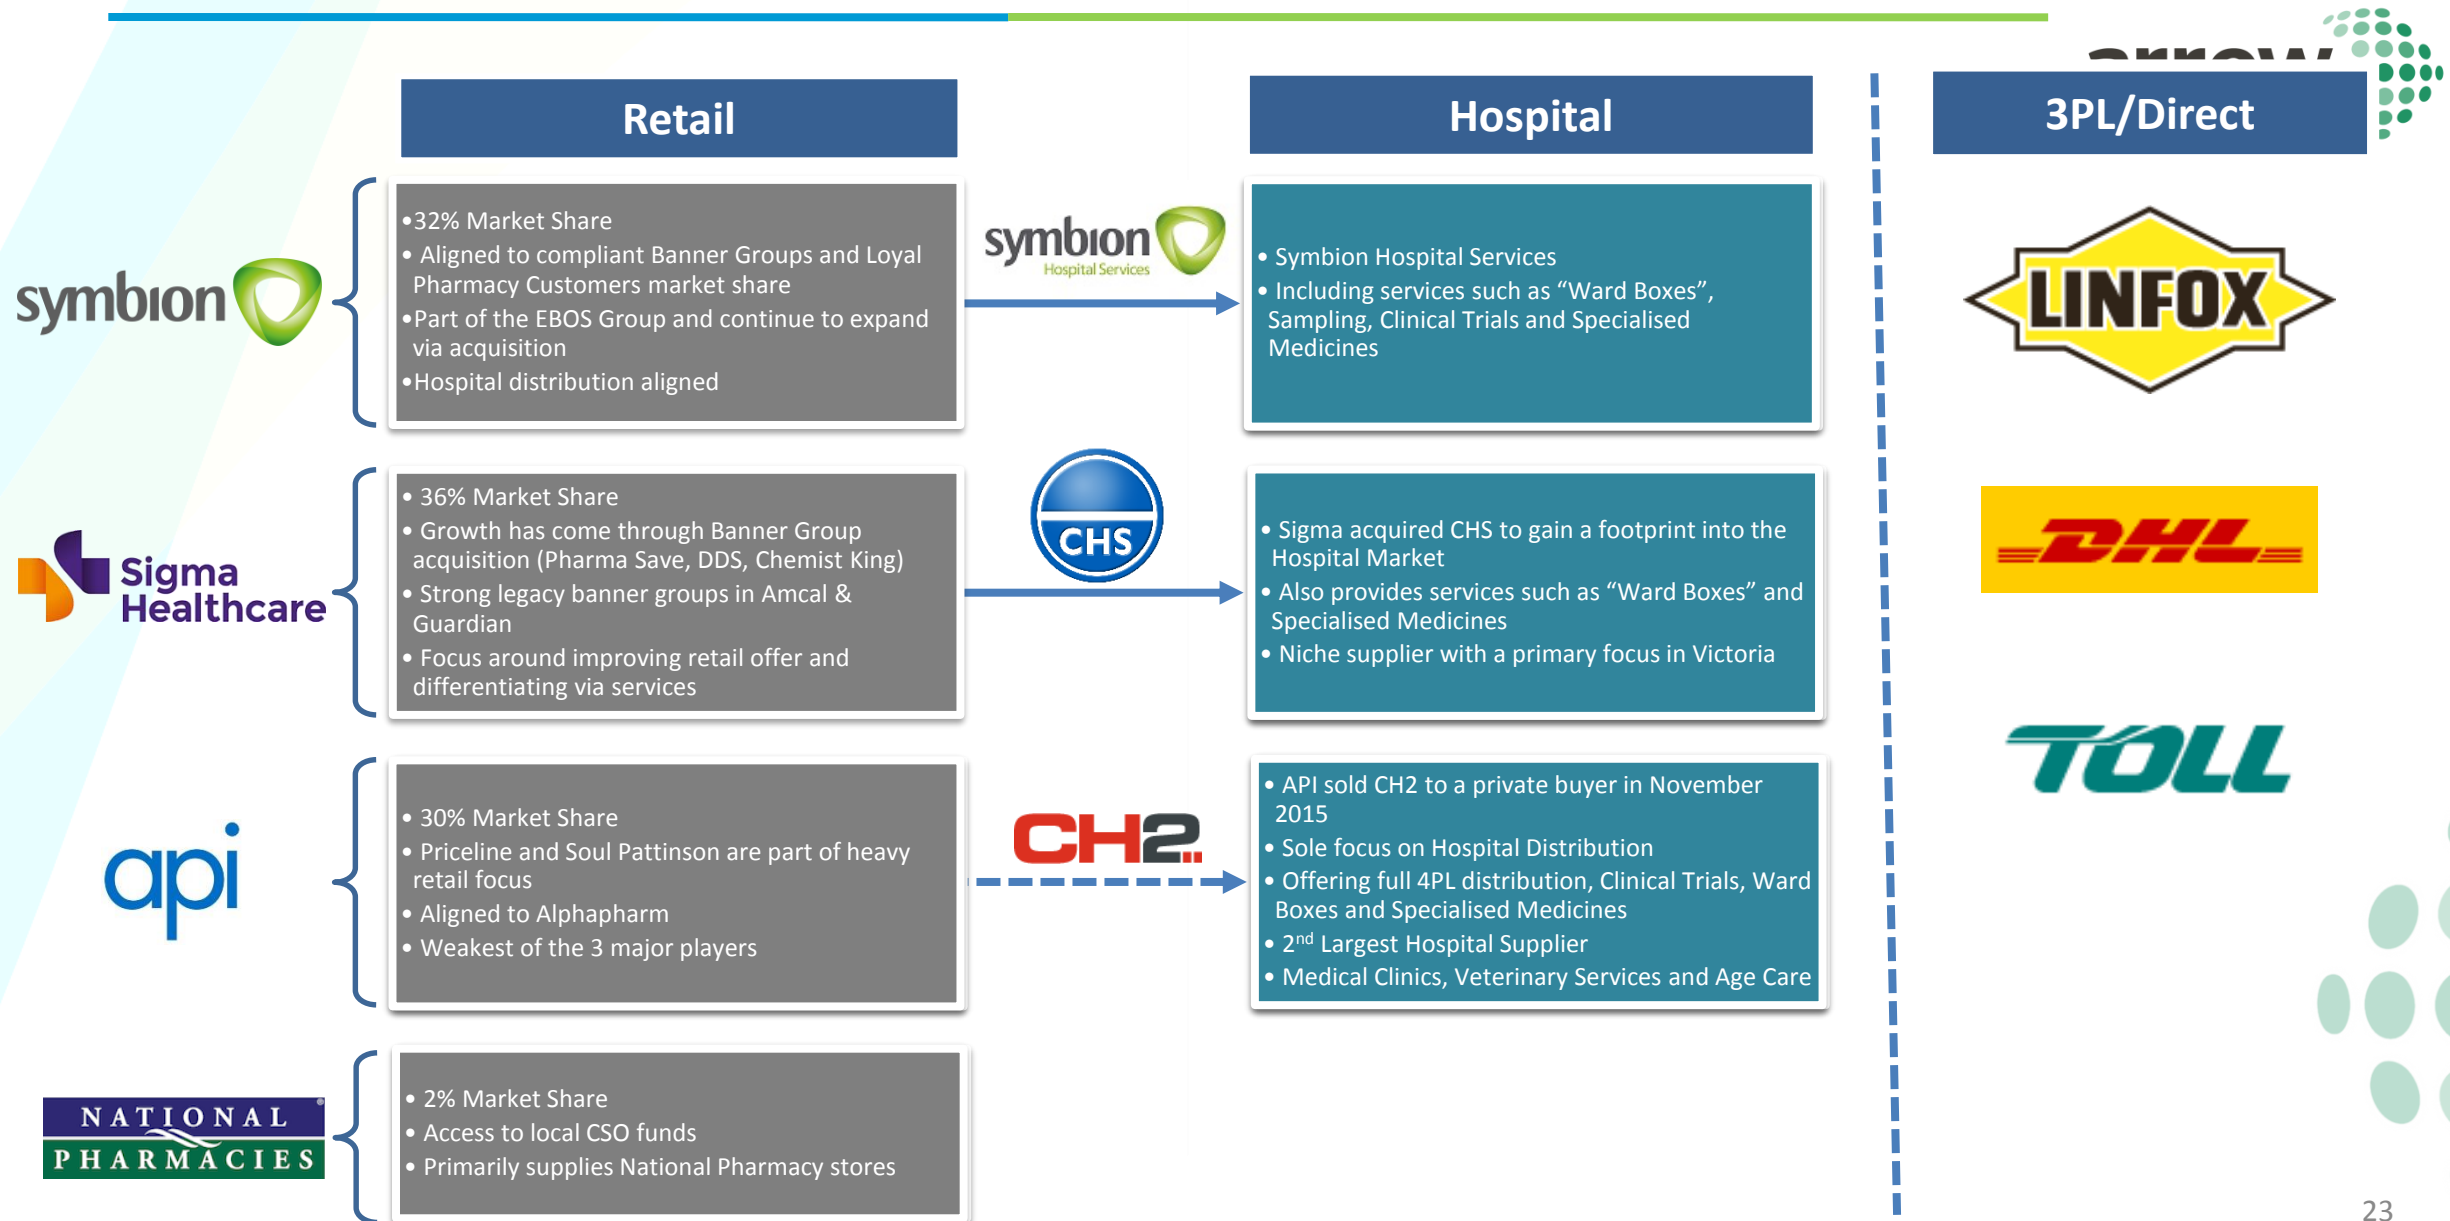 arrow
Retail
Hospital
3PL/Direct
symbion
•32% Market Share
• Aligned to compliant Banner Groups and Loyal
Pharmacy Customers market share
•Part of the EBOS Group and continue to expand
via acquisition
•Hospital distribution aligned
symbion
Hospital Services
• Symbion Hospital Services
• Including services such as “Ward Boxes”,
Sampling, Clinical Trials and Specialised
Medicines
LINFOX
Sigma
Healthcare
• 36% Market Share
• Growth has come through Banner Group
acquisition (Pharma Save, DDS, Chemist King)
• Strong legacy banner groups in Amcal &
Guardian
• Focus around improving retail offer and
differentiating via services
CHS
• Sigma acquired CHS to gain a footprint into the
Hospital Market
• Also provides services such as “Ward Boxes” and
Specialised Medicines
• Niche supplier with a primary focus in Victoria
DHL
api
• 30% Market Share
• Priceline and Soul Pattinson are part of heavy
retail focus
• Aligned to Alphapharm
• Weakest of the 3 major players
CH2
• API sold CH2 to a private buyer in November
2015
• Sole focus on Hospital Distribution
• Offering full 4PL distribution, Clinical Trials, Ward
Boxes and Specialised Medicines
• 2nd Largest Hospital Supplier
• Medical Clinics, Veterinary Services and Age Care
TOLL
NATIONAL
PHARMACIES
• 2% Market Share
• Access to local CSO funds
• Primarily supplies National Pharmacy stores
23